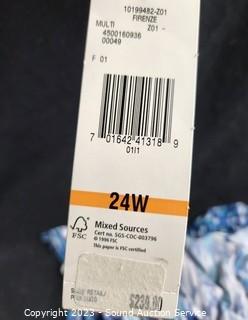 10199482-Z01
FIRENZE
MULTI Z01 -
4500160936
00049
F 01
7 01642 41318 9
01|1
24W
FSC
Mixed Sources
Cert no. SGS-COC-003796
© 1996 FSC
This paper is FSC certified
RETAIL
$238.00
Copyright 2023 - Sound Auction Service